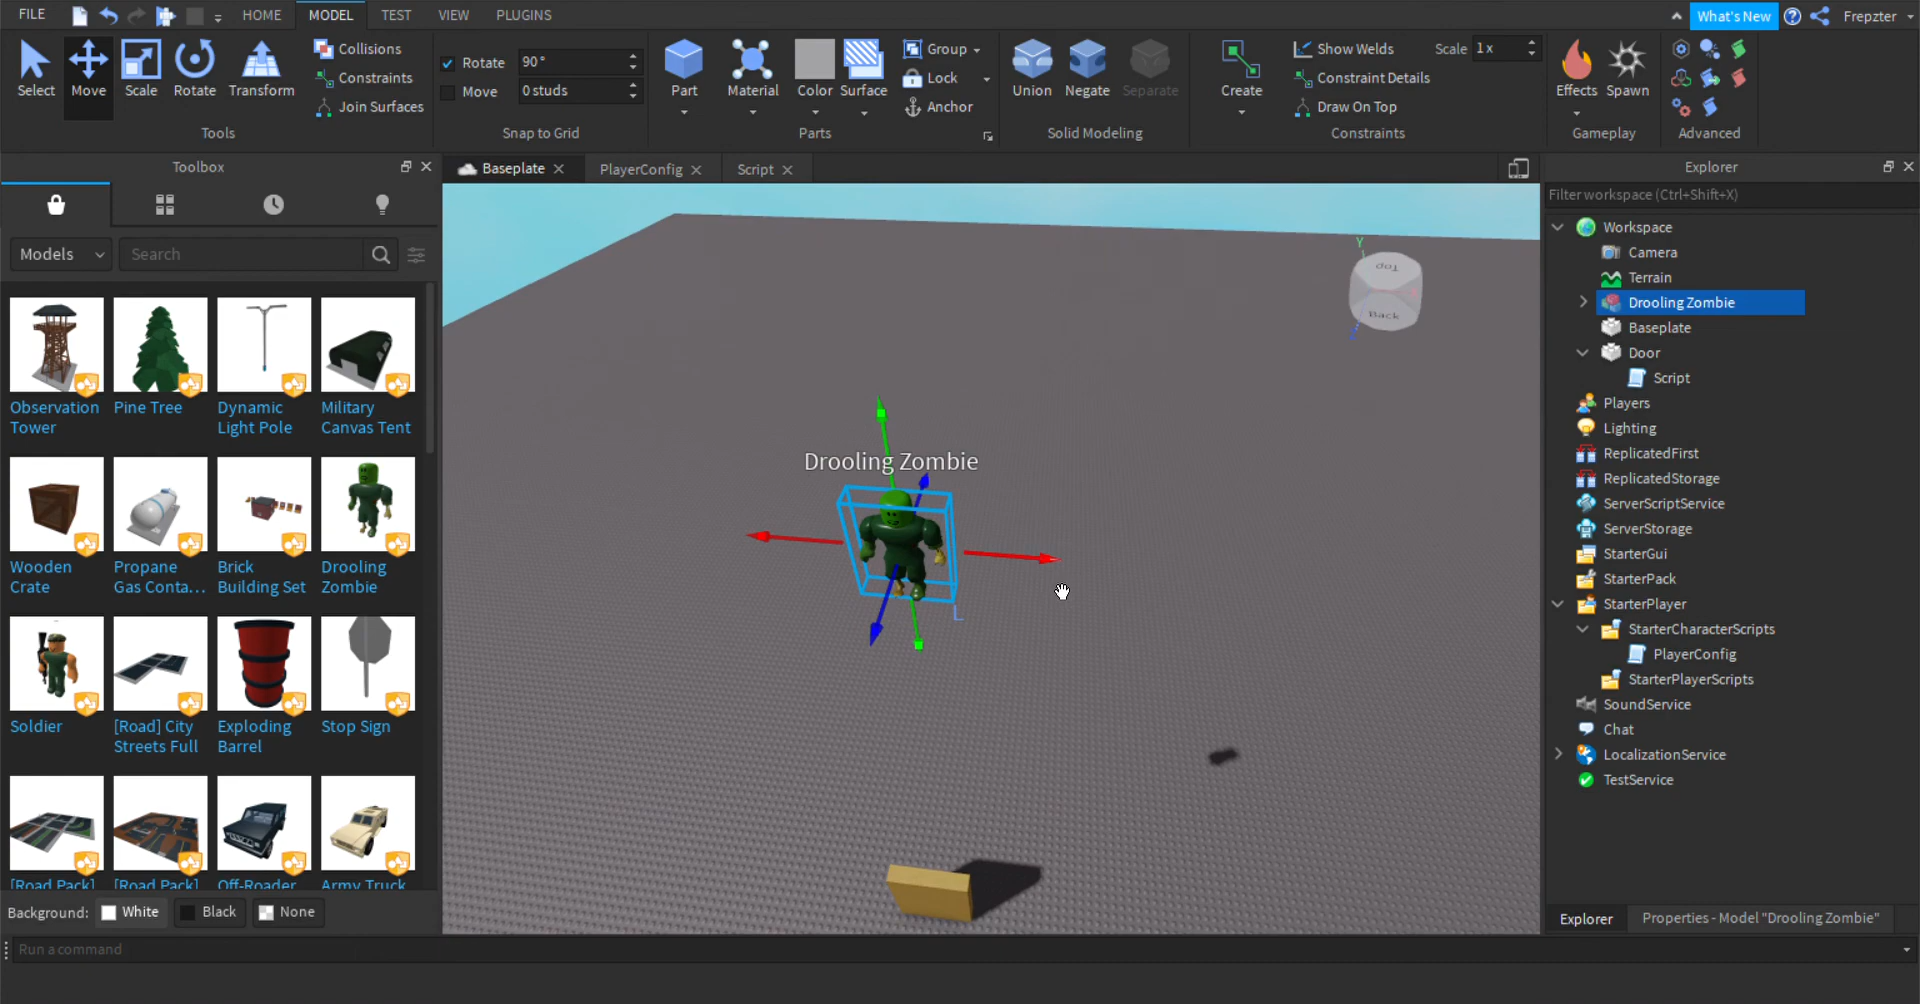 FILE
HOME
MODEL
TEST
VIEW
PLUGINS
What's New
Frepzter
Select
Move
Scale
Rotate
Transform
Collisions
Constraints
Join Surfaces
Tools
Rotate
90°
Move
0 studs
Snap to Grid
Part
Material
Color
Surface
Group
Lock
Anchor
Parts
Union
Negate
Separate
Solid Modeling
Create
Show Welds
Scale
1 x
Constraint Details
Draw On Top
Constraints
Effects
Spawn
Gameplay
Advanced
Toolbox
Models
Search
Observation
Tower
Pine Tree
Dynamic
Light Pole
Military
Canvas Tent
Wooden
Crate
Propane
Gas Conta...
Brick
Building Set
Drooling
Zombie
Soldier
[Road] City
Streets Full
Exploding
Barrel
Stop Sign
[Road Pack]
[Road Pack]
Off-Roader
Army Truck
Background:
White
Black
None
Run a command
Baseplate
PlayerConfig
Script
Y
Top
Back
Drooling Zombie
L
Explorer
Filter workspace (Ctrl+Shift+X)
Workspace
Camera
Terrain
Drooling Zombie
Baseplate
Door
Script
Players
Lighting
ReplicatedFirst
ReplicatedStorage
ServerScriptService
ServerStorage
StarterGui
StarterPack
StarterPlayer
StarterCharacterScripts
PlayerConfig
StarterPlayerScripts
SoundService
Chat
LocalizationService
TestService
Explorer
Properties - Model "Drooling Zombie"